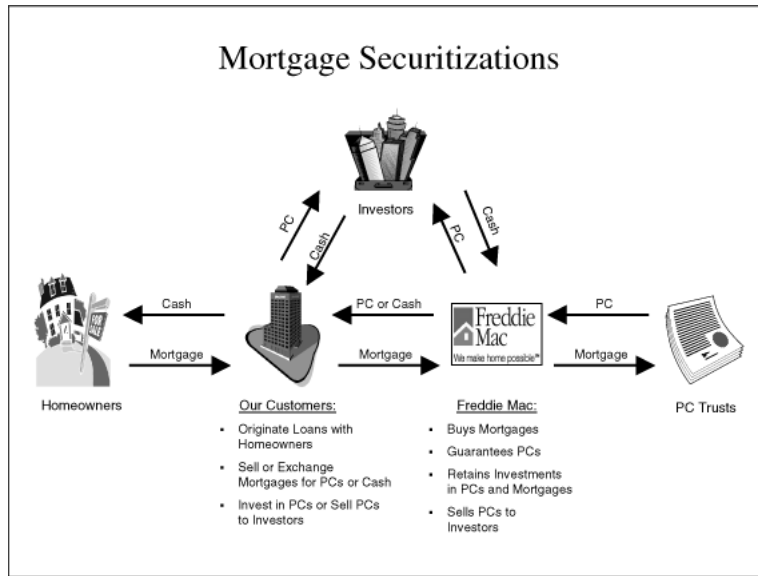 Mortgage Securitizations
Investors
PC
Cash
PC
Cash
Cash
PC or Cash
PC
FOR
SALE
Freddie
Mac
We make home possible℠
Mortgage
Mortgage
Mortgage
Homeowners
Our Customers:
▪ Originate Loans with
Homeowners
▪ Sell or Exchange
Mortgages for PCs or Cash
▪ Invest in PCs or Sell PCs
to Investors
Freddie Mac:
▪ Buys Mortgages
▪ Guarantees PCs
▪ Retains Investments
in PCs and Mortgages
▪ Sells PCs to
Investors
PC Trusts